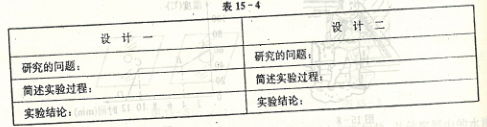 表 15-4
设 计 一
设 计 二
研究的问题：
研究的问题：
简述实验过程：
简述实验过程：
实验结论：
实验结论：